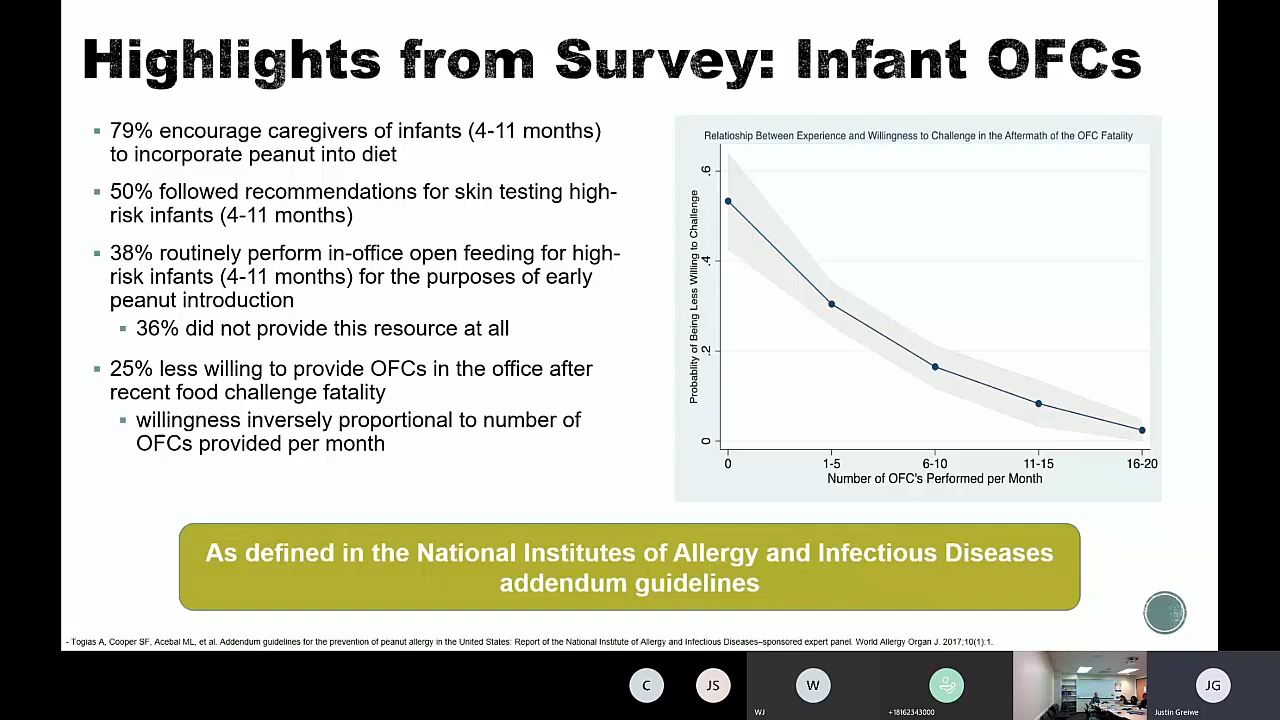 Highlights from Survey: Infant OFCs
▪ 79% encourage caregivers of infants (4-11 months)
to incorporate peanut into diet
▪ 50% followed recommendations for skin testing high-
risk infants (4-11 months)
▪ 38% routinely perform in-office open feeding for high-
risk infants (4-11 months) for the purposes of early
peanut introduction
▪ 36% did not provide this resource at all
▪ 25% less willing to provide OFCs in the office after
recent food challenge fatality
▪ willingness inversely proportional to number of
OFCs provided per month
Relatioship Between Experience and Willingness to Challenge in the Aftermath of the OFC Fatality
Probablity of Being Less Willing to Challenge
.6
.4
.2
0
0 1-5 6-10 11-15 16-20
Number of OFC's Performed per Month
As defined in the National Institutes of Allergy and Infectious Diseases
addendum guidelines
- Togias A, Cooper SF, Acebal ML, et al. Addendum guidelines for the prevention of peanut allergy in the United States: Report of the National Institute of Allergy and Infectious Diseases–sponsored expert panel. World Allergy Organ J. 2017;10(1):1.
C JS W JG
WJ +18162343000 Justin Greiwe